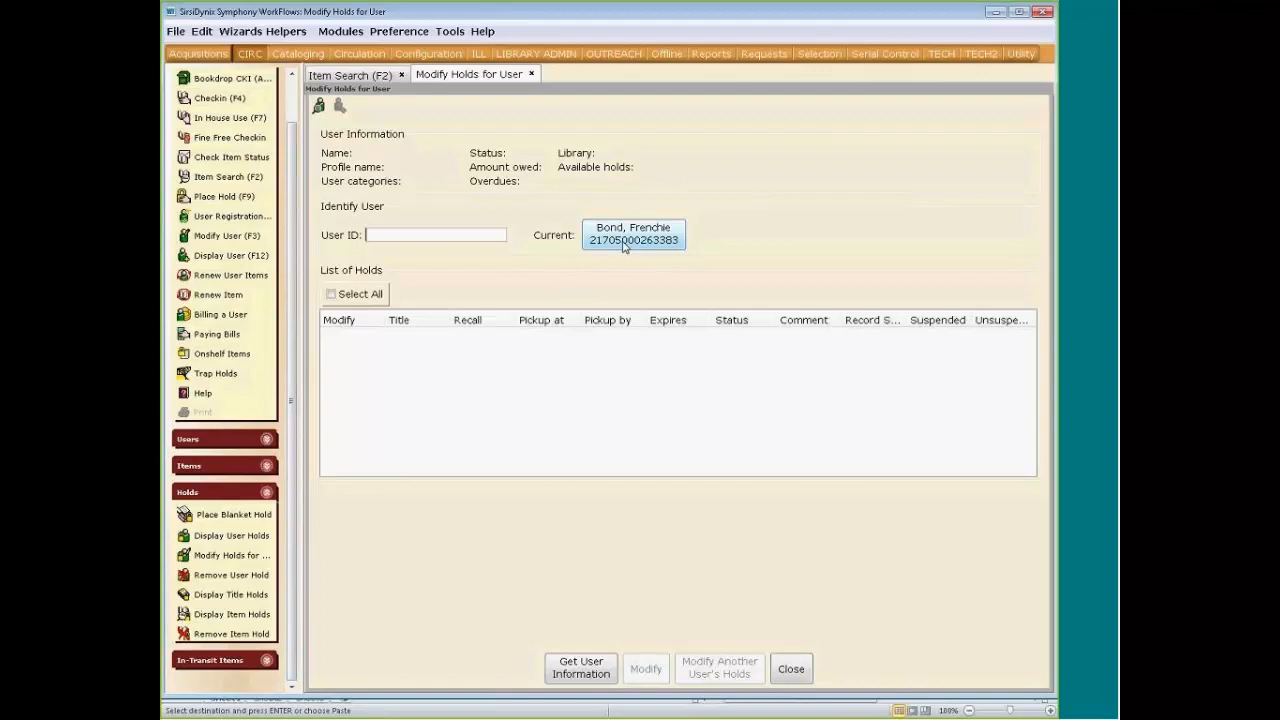 SirsiDynix Symphony WorkFlows: Modify Holds for User
File Edit Wizards Helpers Modules Preference Tools Help
Acquisitions CIRC Cataloging Circulation Configuration ILL LIBRARY ADMIN OUTREACH Offline Reports Requests Selection Serial Control TECH TECH2 Utility
Item Search (F2) Modify Holds for User
Modify Holds for User
Bookdrop CKI (A...
Checkin (F4)
In House Use (F7)
Fine Free Checkin
Check Item Status
Item Search (F2)
Place Hold (F9)
User Registration...
Modify User (F3)
Display User (F12)
Renew User Items
Renew Item
Billing a User
Paying Bills
Onshelf Items
Trap Holds
Help
Print
Users
Items
Holds
Place Blanket Hold
Display User Holds
Modify Holds for ...
Remove User Hold
Display Title Holds
Display Item Holds
Remove Item Hold
In-Transit Items
User Information
Name: Status: Library:
Profile name: Amount owed: Available holds:
User categories: Overdues:
Identify User
User ID: Current: Bond, Frenchie
21705000263383
List of Holds
Select All
Modify Title Recall Pickup at Pickup by Expires Status Comment Record S... Suspended Unsuspe...
Get User Information
Modify
Modify Another User's Holds
Close
Select destination and press ENTER or choose Paste
100%